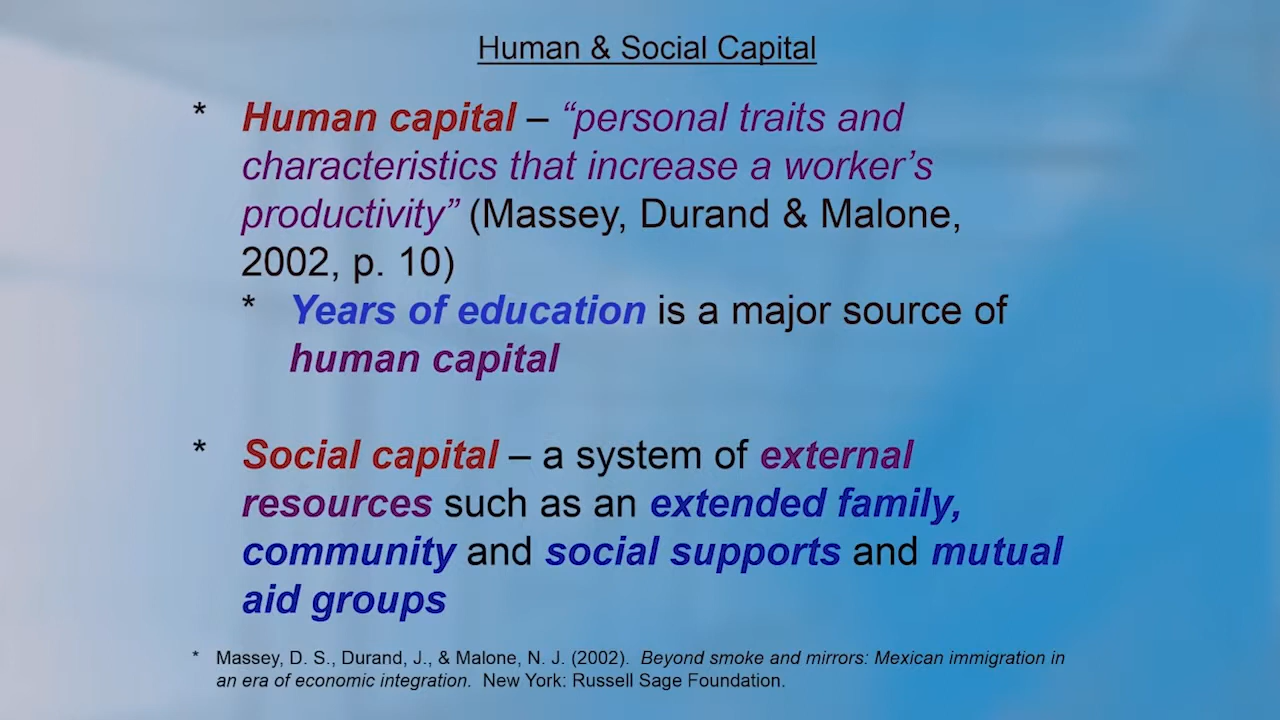 Human & Social Capital
* Human capital – “personal traits and
characteristics that increase a worker’s
productivity” (Massey, Durand & Malone,
2002, p. 10)
* Years of education is a major source of
human capital
* Social capital – a system of external
resources such as an extended family,
community and social supports and mutual
aid groups
* Massey, D. S., Durand, J., & Malone, N. J. (2002). Beyond smoke and mirrors: Mexican immigration in
an era of economic integration. New York: Russell Sage Foundation.